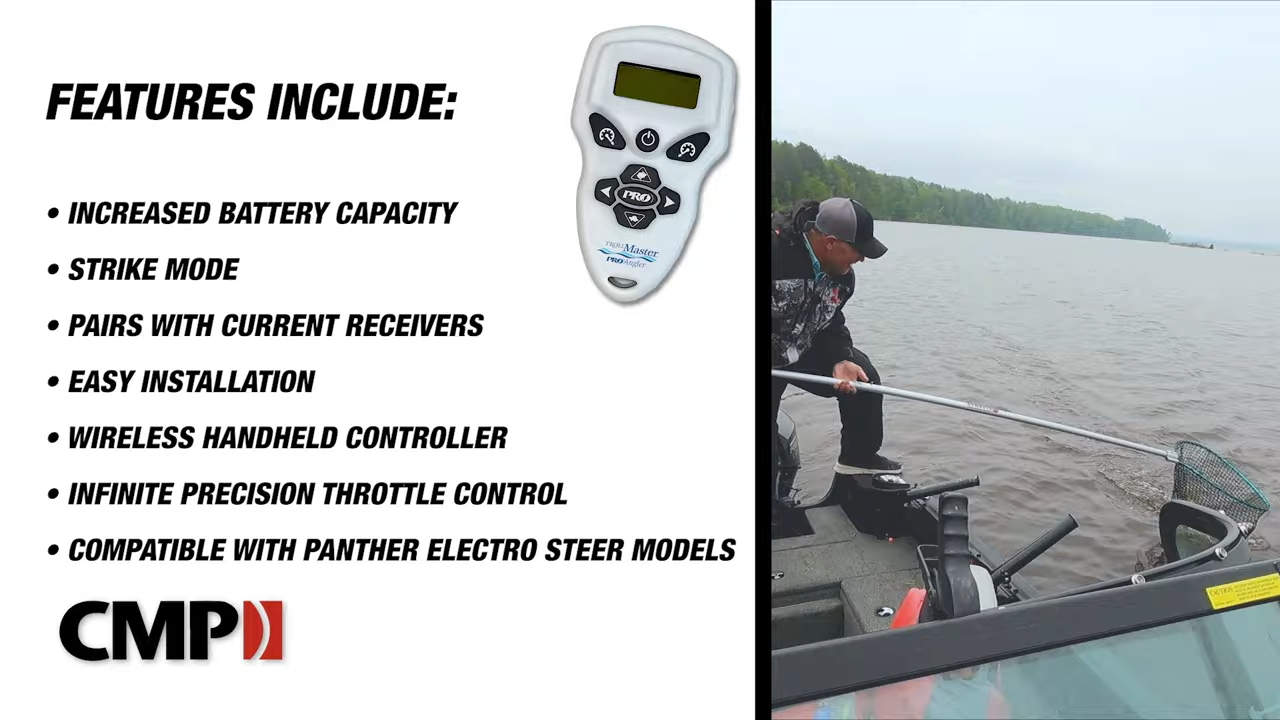 FEATURES INCLUDE:
• INCREASED BATTERY CAPACITY
• STRIKE MODE
• PAIRS WITH CURRENT RECEIVERS
• EASY INSTALLATION
• WIRELESS HANDHELD CONTROLLER
• INFINITE PRECISION THROTTLE CONTROL
• COMPATIBLE WITH PANTHER ELECTRO STEER MODELS
CMP
PRO
TROLLMaster
PRO Angler